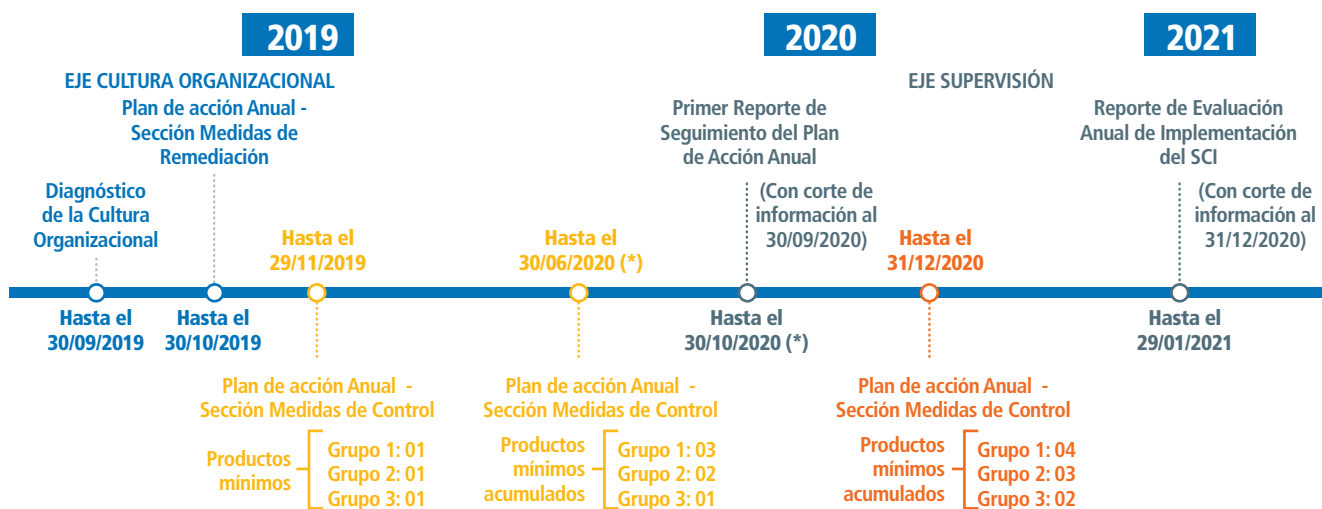 2019
2020
2021
EJE CULTURA ORGANIZACIONAL
EJE SUPERVISIÓN
Plan de acción Anual -
Sección Medidas de
Remediación
Primer Reporte de
Seguimiento del Plan
de Acción Anual
Reporte de Evaluación
Anual de Implementación
del SCI
Diagnóstico
de la Cultura
Organizacional
Hasta el
29/11/2019
Hasta el
30/06/2020 (*)
(Con corte de
información al
30/09/2020)
Hasta el
31/12/2020
(Con corte de
información al
31/12/2020)
Hasta el
30/09/2019
Hasta el
30/10/2019
Hasta el
30/10/2020 (*)
Hasta el
29/01/2021
Plan de acción Anual -
Sección Medidas de Control
Productos
mínimos
Grupo 1: 01
Grupo 2: 01
Grupo 3: 01
Plan de acción Anual -
Sección Medidas de Control
Productos
mínimos
acumulados
Grupo 1: 03
Grupo 2: 02
Grupo 3: 01
Plan de acción Anual -
Sección Medidas de Control
Productos
mínimos
acumulados
Grupo 1: 04
Grupo 2: 03
Grupo 3: 02